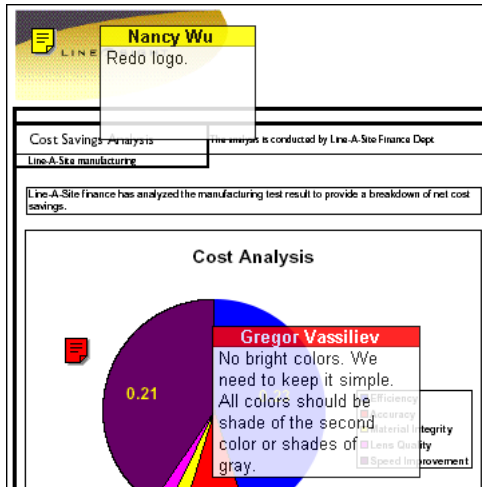 Nancy Wu
LINE
Redo logo.
Cost Savings Analysis
The analysis is conducted by Line-A-Site Finance Dept
Line-A-Site manufacturing
Line-A-Site finance has analyzed the manufacturing test result to provide a breakdown of net cost
savings.
Cost Analysis
Gregor Vassiliev
No bright colors. We
need to keep it simple.
All colors should be
shade of the second
color or shades of
gray.
0.21
Efficiency
Accuracy
Material Integrity
Lens Quality
Speed Improvement